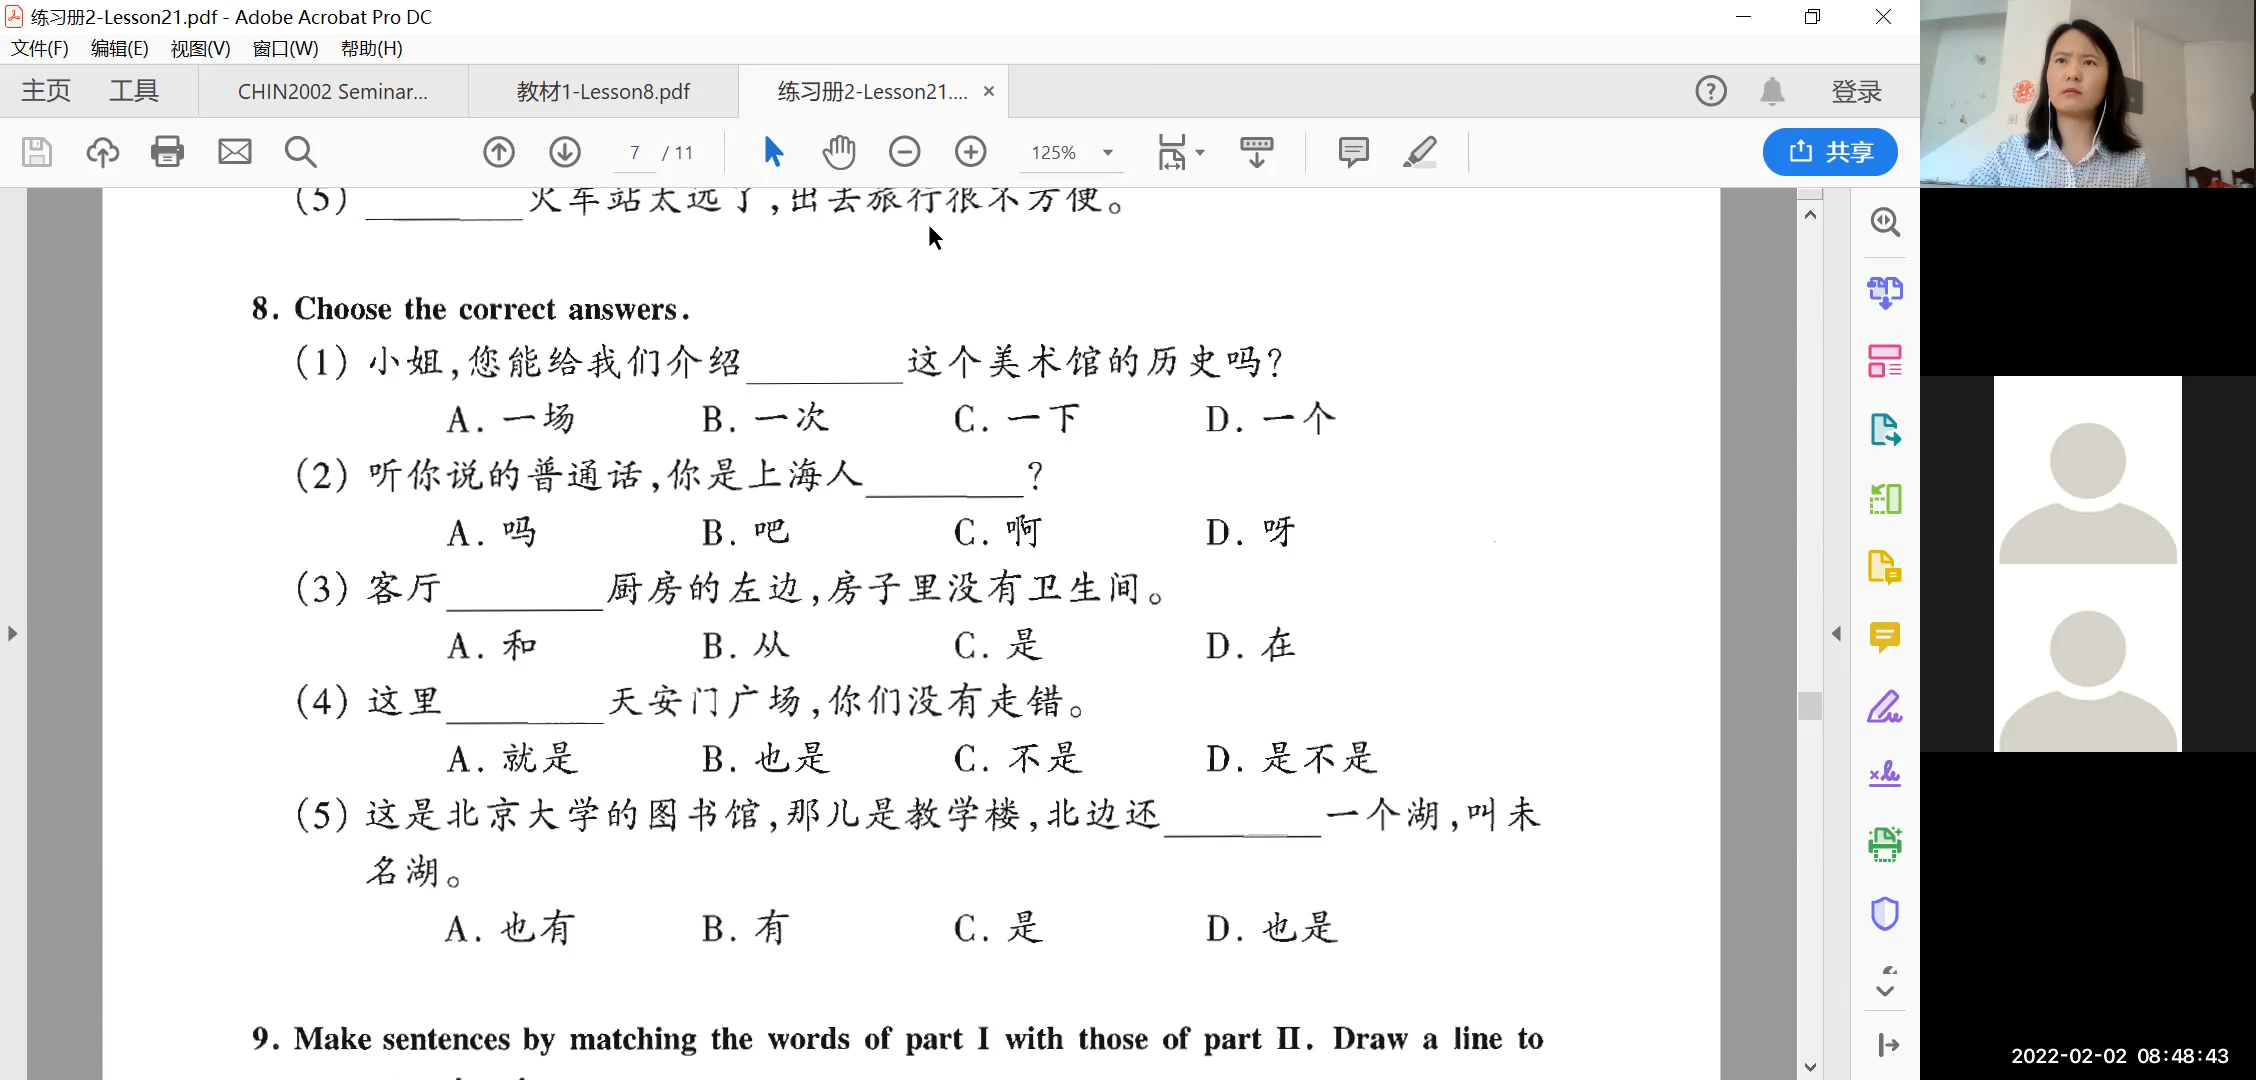 练习册2-Lesson21.pdf - Adobe Acrobat Pro DC
文件(F) 编辑(E) 视图(V) 窗口(W) 帮助(H)
主页 工具 CHIN2002 Seminar... 教材1-Lesson8.pdf 练习册2-Lesson21.... × 登录
7 / 11 125% 共享
(5) ________火车站太远了,出去旅行很不方便。
8. Choose the correct answers.
(1) 小姐,您能给我们介绍________这个美术馆的历史吗?
A. 一场 B. 一次 C. 一下 D. 一个
(2) 听你说的普通话,你是上海人________?
A. 吗 B. 吧 C. 啊 D. 呀
(3) 客厅________厨房的左边,房子里没有卫生间。
A. 和 B. 从 C. 是 D. 在
(4) 这里________天安门广场,你们没有走错。
A. 就是 B. 也是 C. 不是 D. 是不是
(5) 这是北京大学的图书馆,那儿是教学楼,北边还________一个湖,叫未
名湖。
A. 也有 B. 有 C. 是 D. 也是
9. Make sentences by matching the words of part I with those of part II. Draw a line to
2022-02-02 08:48:43